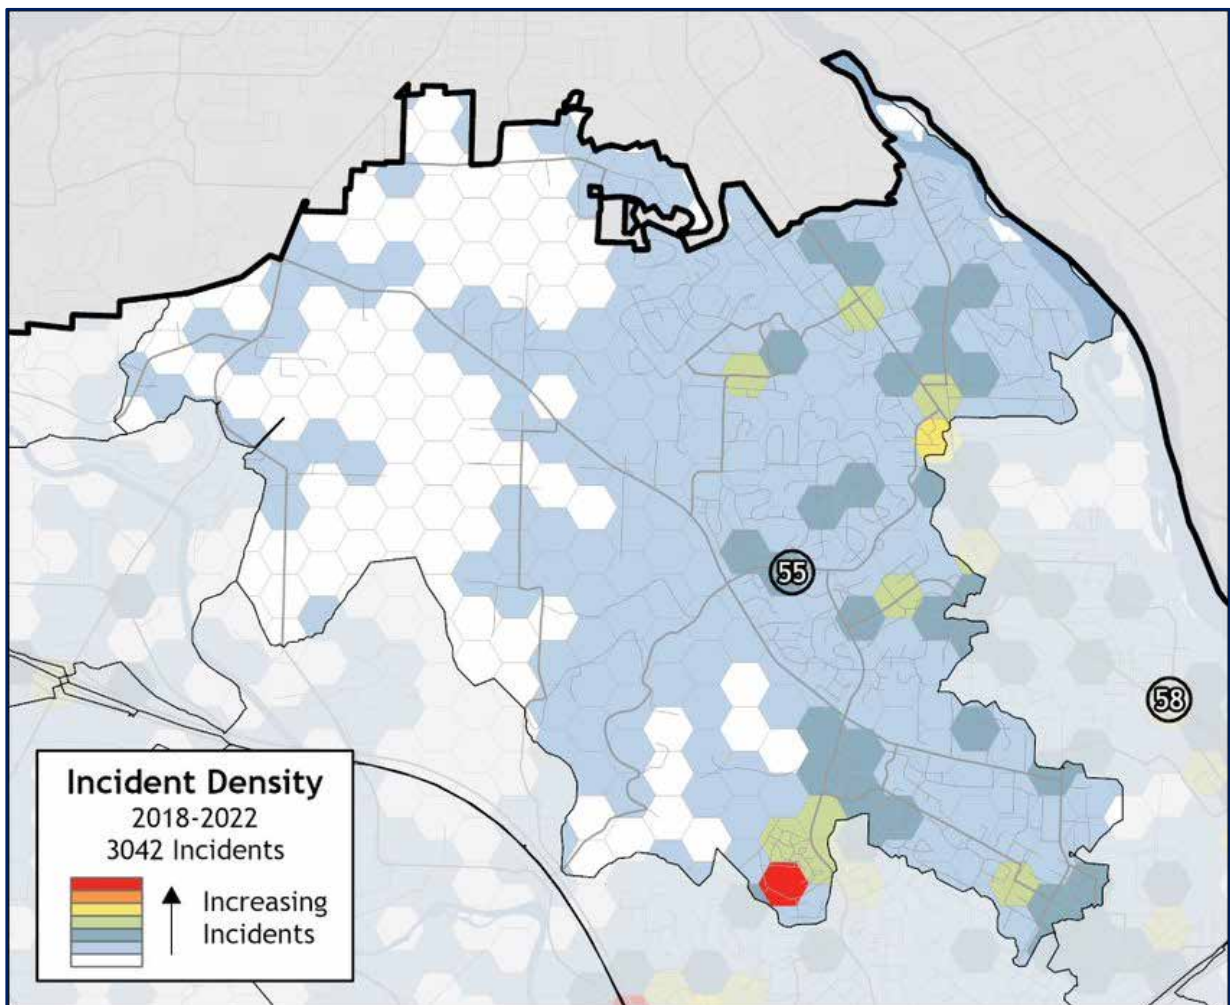 55
58
Incident Density
2018-2022
3042 Incidents
Increasing
Incidents